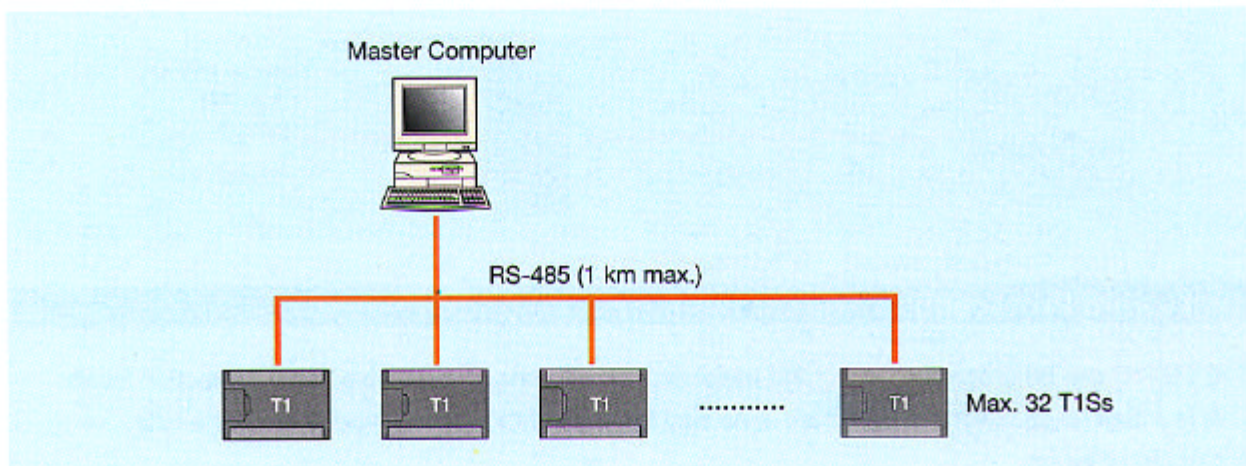 Master Computer
RS-485 (1 km max.)
T1
T1
T1
............
T1
Max. 32 T1Ss